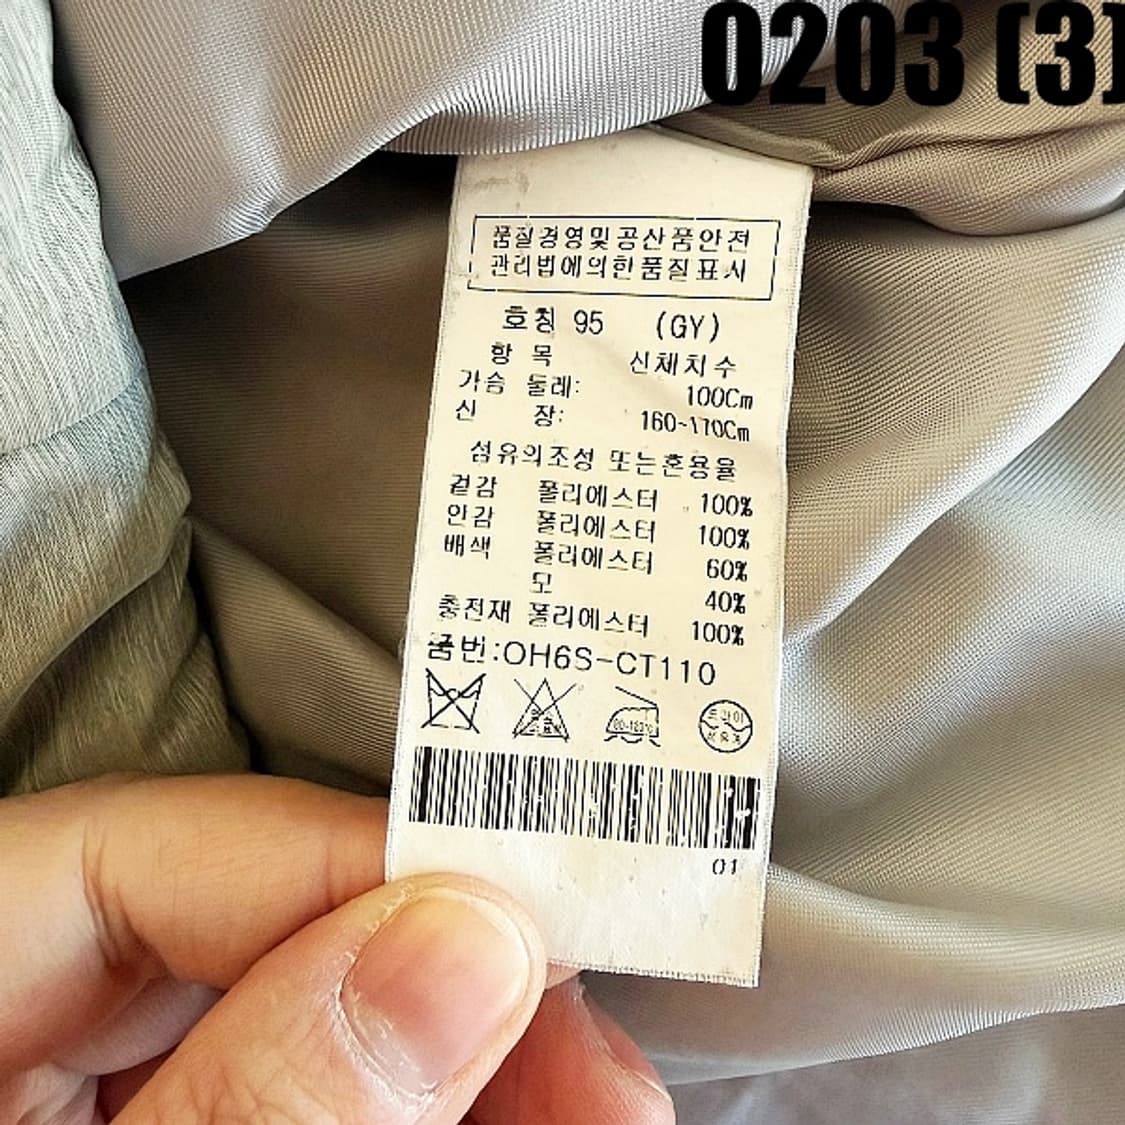 0203 (3)
품질경영및공산품안전
관리법에의한품질표시
호칭 95 (GY)
항 목 신체치수
가슴 둘레: 100Cm
신 장: 160~170Cm
섬유의조성 또는혼용율
겉감 폴리에스터 100%
안감 폴리에스터 100%
배색 폴리에스터 60%
모 40%
충전재 폴리에스터 100%
품번:OH6S-CT110
드라이
01